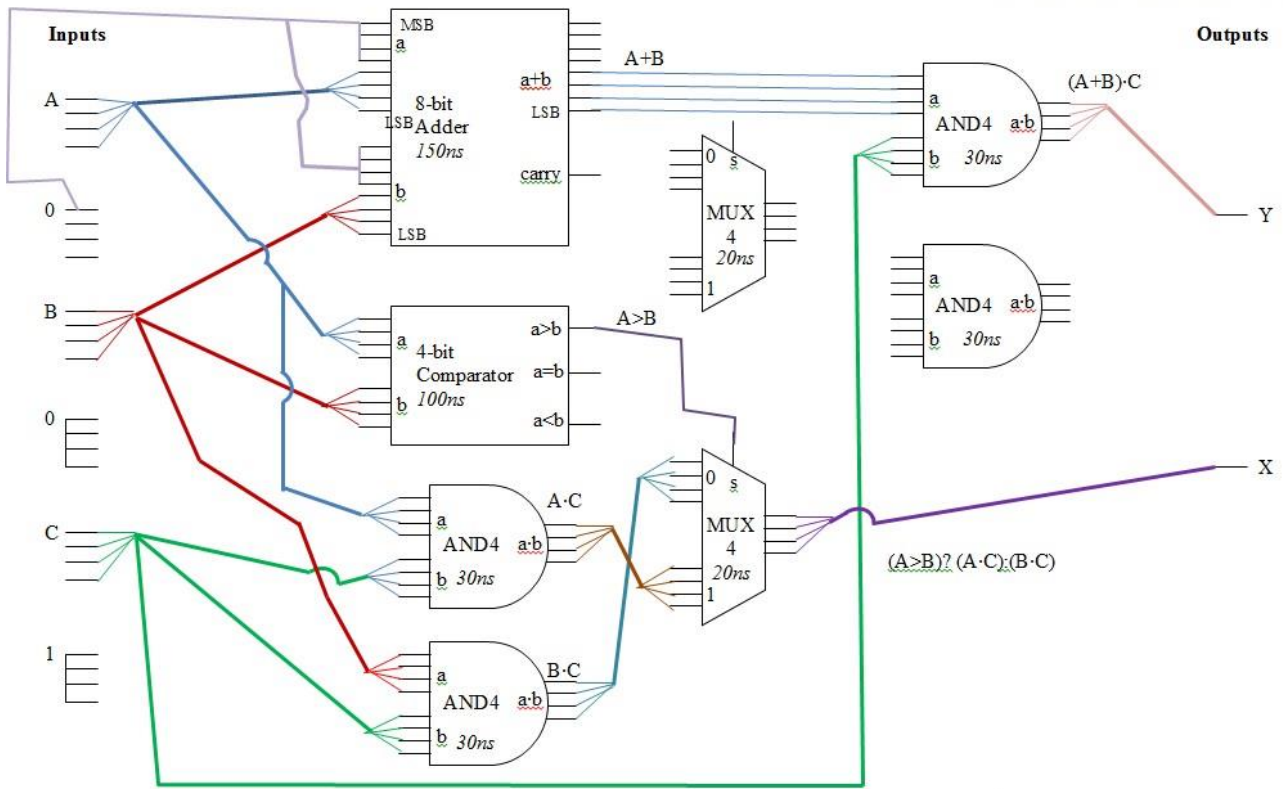 Inputs
Outputs
MSB
a
A+B
a+b
LSB
8-bit
LSB
Adder
150ns
carry
b
LSB
A
0
B
0
C
1
a
AND4
a·b
b
30ns
(A+B)·C
Y
0
s
MUX
4
20ns
1
a
AND4
a·b
b
30ns
a>b
A>B
a
4-bit
Comparator
100ns
a=b
b
a<b
X
0
s
MUX
4
20ns
1
(A>B)? (A·C):(B·C)
A·C
a
AND4
a·b
b
30ns
B·C
a
AND4
a·b
b
30ns